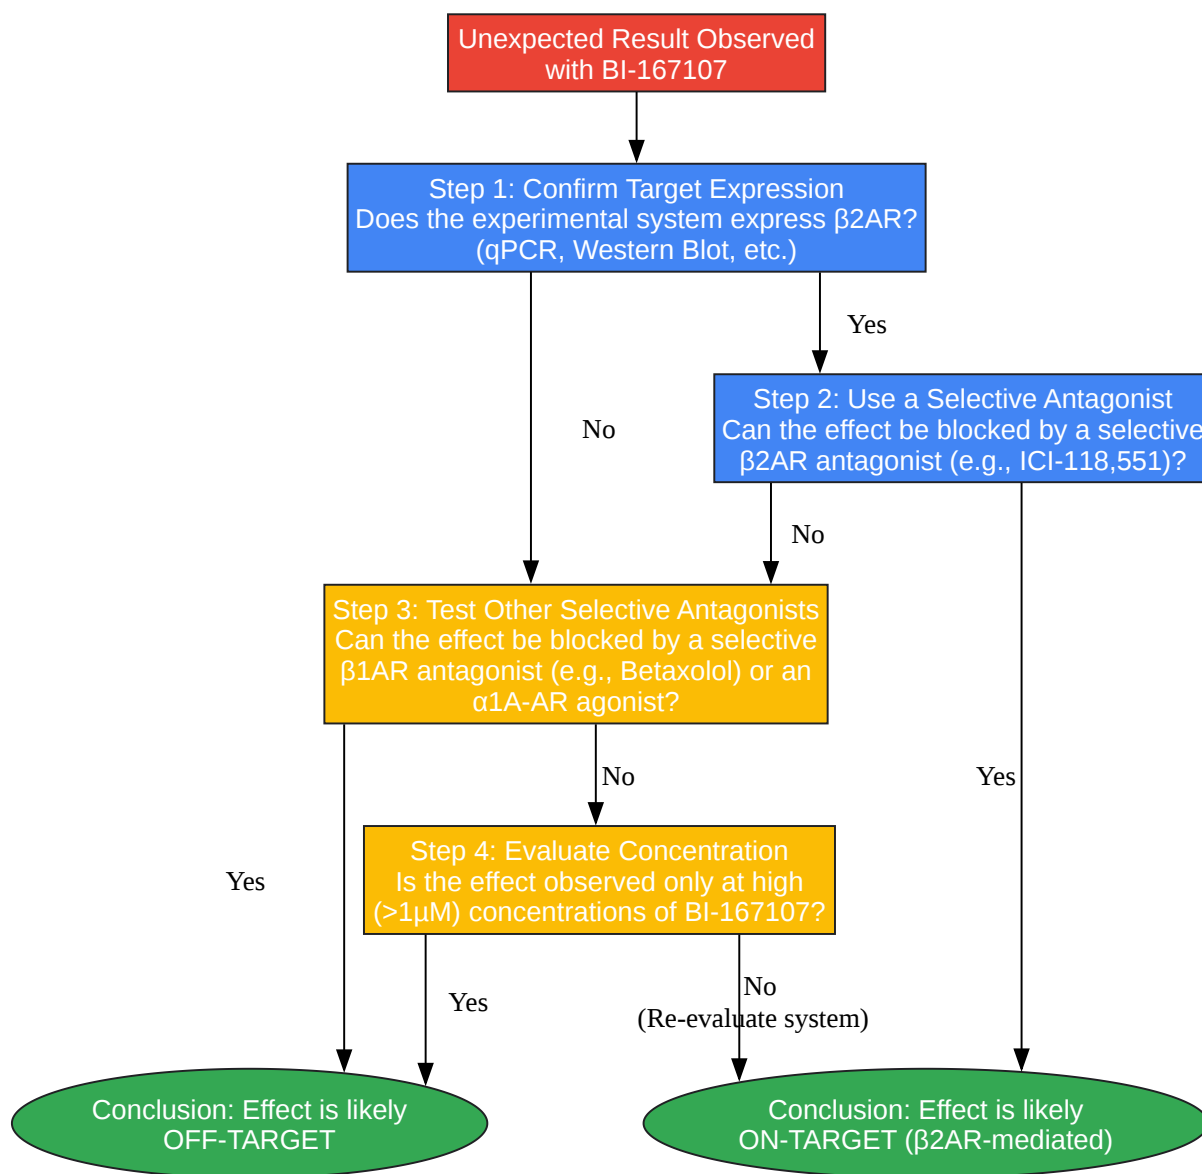 Unexpected Result Observed
with BI-167107
Step 1: Confirm Target Expression
Does the experimental system express β2AR?
(qPCR, Western Blot, etc.)
Yes
Step 2: Use a Selective Antagonist
Can the effect be blocked by a selective
β2AR antagonist (e.g., ICI-118,551)?
No
No
Step 3: Test Other Selective Antagonists
Can the effect be blocked by a selective
β1AR antagonist (e.g., Betaxolol) or an
α1A-AR agonist?
No
Yes
Step 4: Evaluate Concentration
Is the effect observed only at high
(>1µM) concentrations of BI-167107?
Yes
Yes
No
(Re-evaluate system)
Conclusion: Effect is likely
OFF-TARGET
Conclusion: Effect is likely
ON-TARGET (β2AR-mediated)